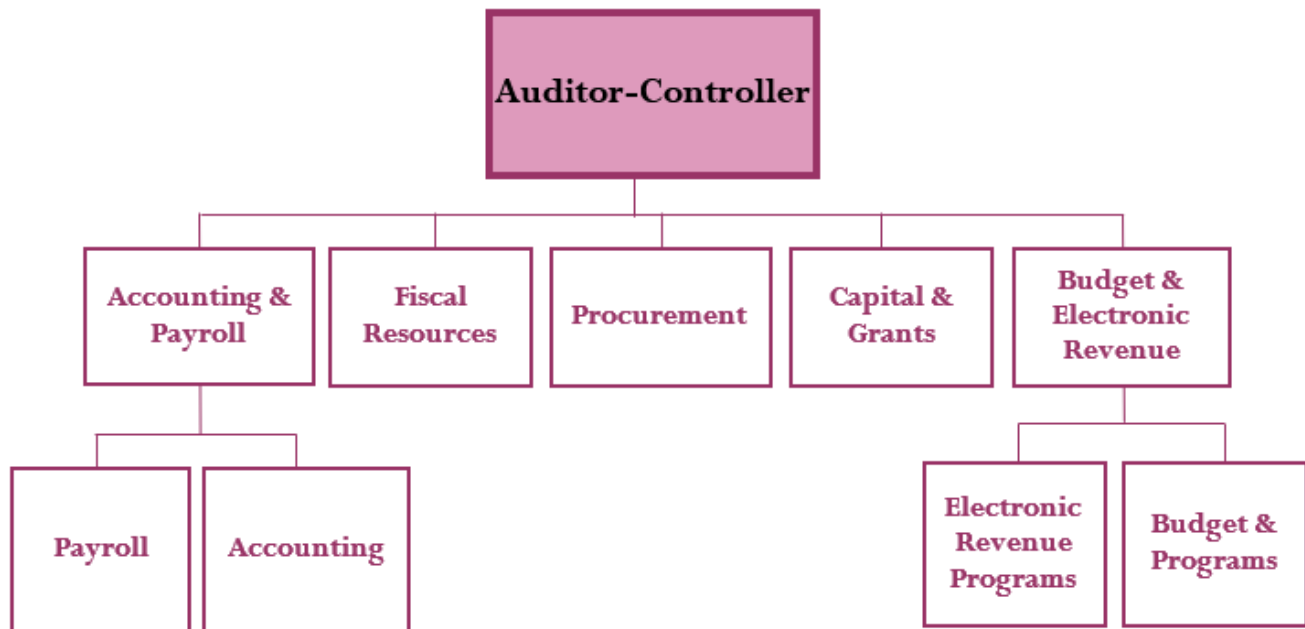 Auditor-Controller
Accounting &
Payroll
Fiscal
Resources
Procurement
Capital &
Grants
Budget &
Electronic
Revenue
Payroll
Accounting
Electronic
Revenue
Programs
Budget &
Programs